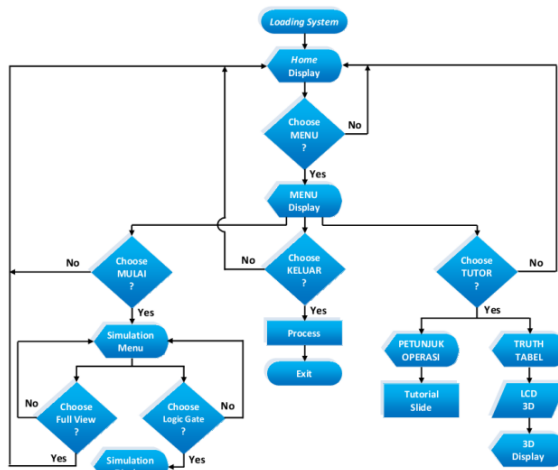 Loading System
Home
Display
Choose
MENU
?
No
No
Yes
MENU
Display
Choose
MULAI
?
No
Choose
KELUAR
?
No
Choose
TUTOR
?
No
Yes
Yes
Simulation
Menu
Process
PETUNJUK
OPERASI
TRUTH
TABEL
Exit
Tutorial
Slide
LCD
3D
Choose
Full View
?
No
Choose
Logic Gate
?
No
3D
Display
Yes
Simulation
Yes